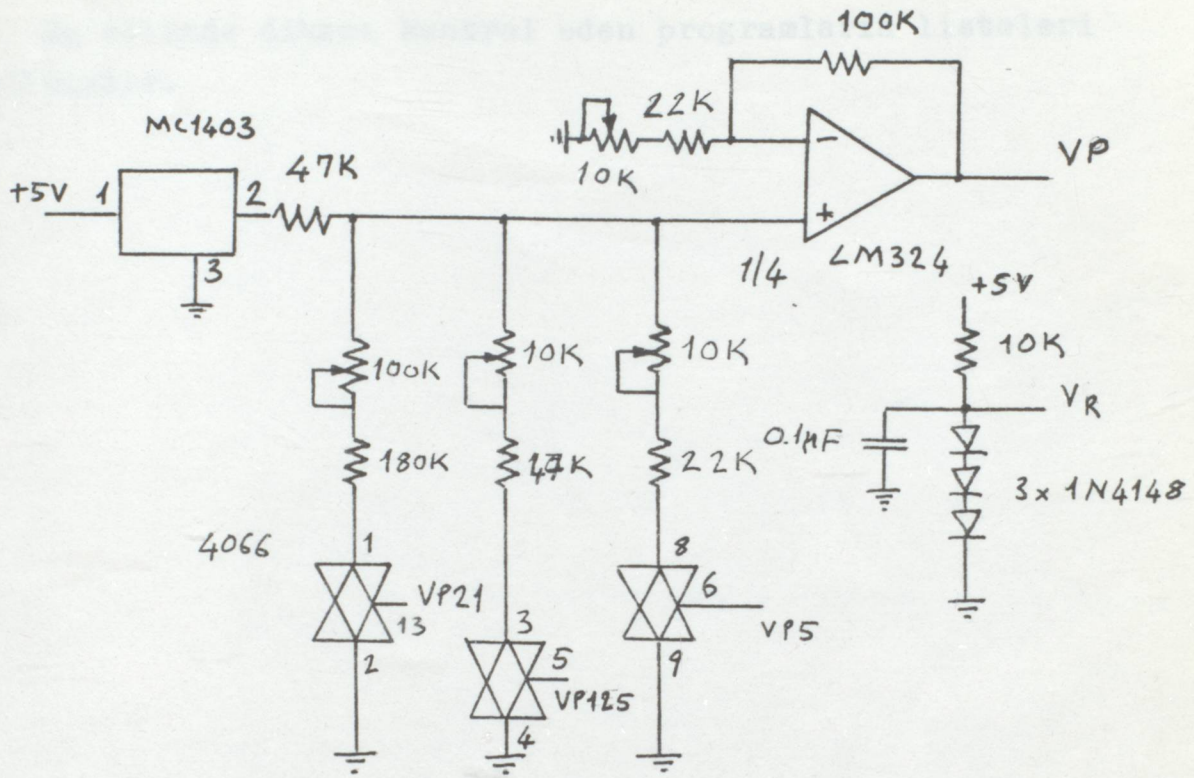 eden listeleri
100K
22K
MC1403
10K
VP
47K
+5V
1
2
3
-
+
1/4
LM324
+5V
10K
100K
10K
10K
VR
0.1µF
180K
22K
3 x 1N4148
4066
1
8
VP21
13
6
VP5
3
5
2
9
VP125
4